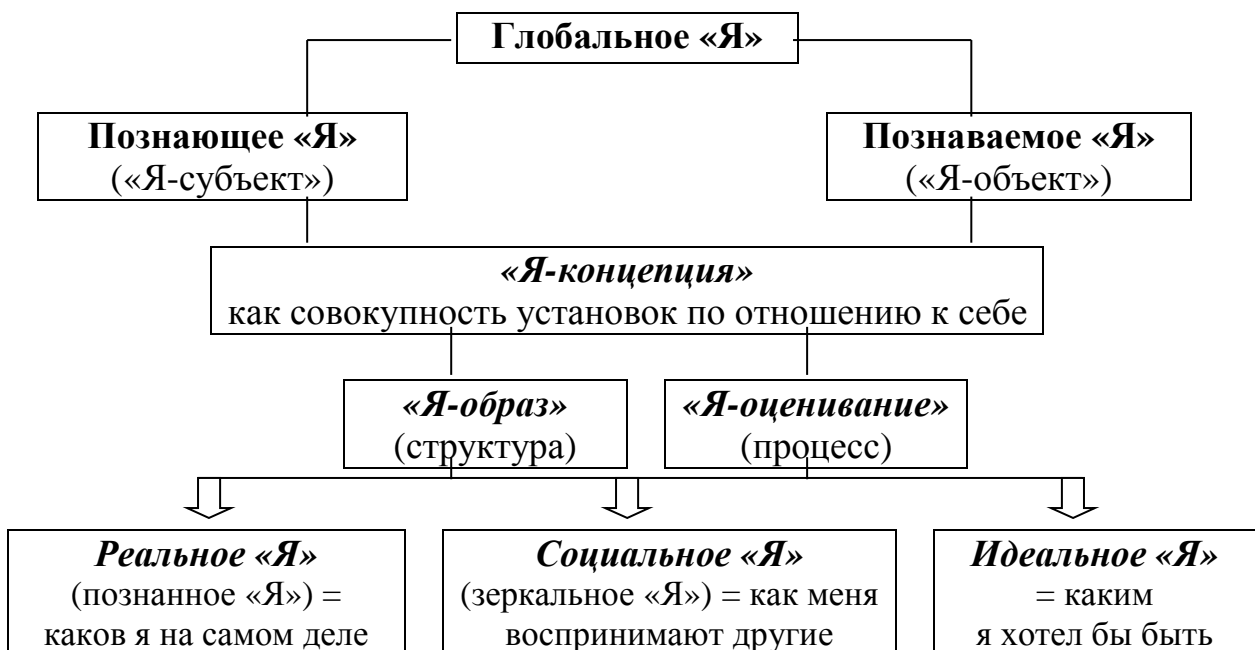 Глобальное «Я»
Познающее «Я»
(«Я-субъект»)
Познаваемое «Я»
(«Я-объект»)
«Я-концепция»
как совокупность установок по отношению к себе
«Я-образ»
(структура)
«Я-оценивание»
(процесс)
Реальное «Я»
(познанное «Я») =
каков я на самом деле
Социальное «Я»
(зеркальное «Я») = как меня
воспринимают другие
Идеальное «Я»
= каким
я хотел бы быть